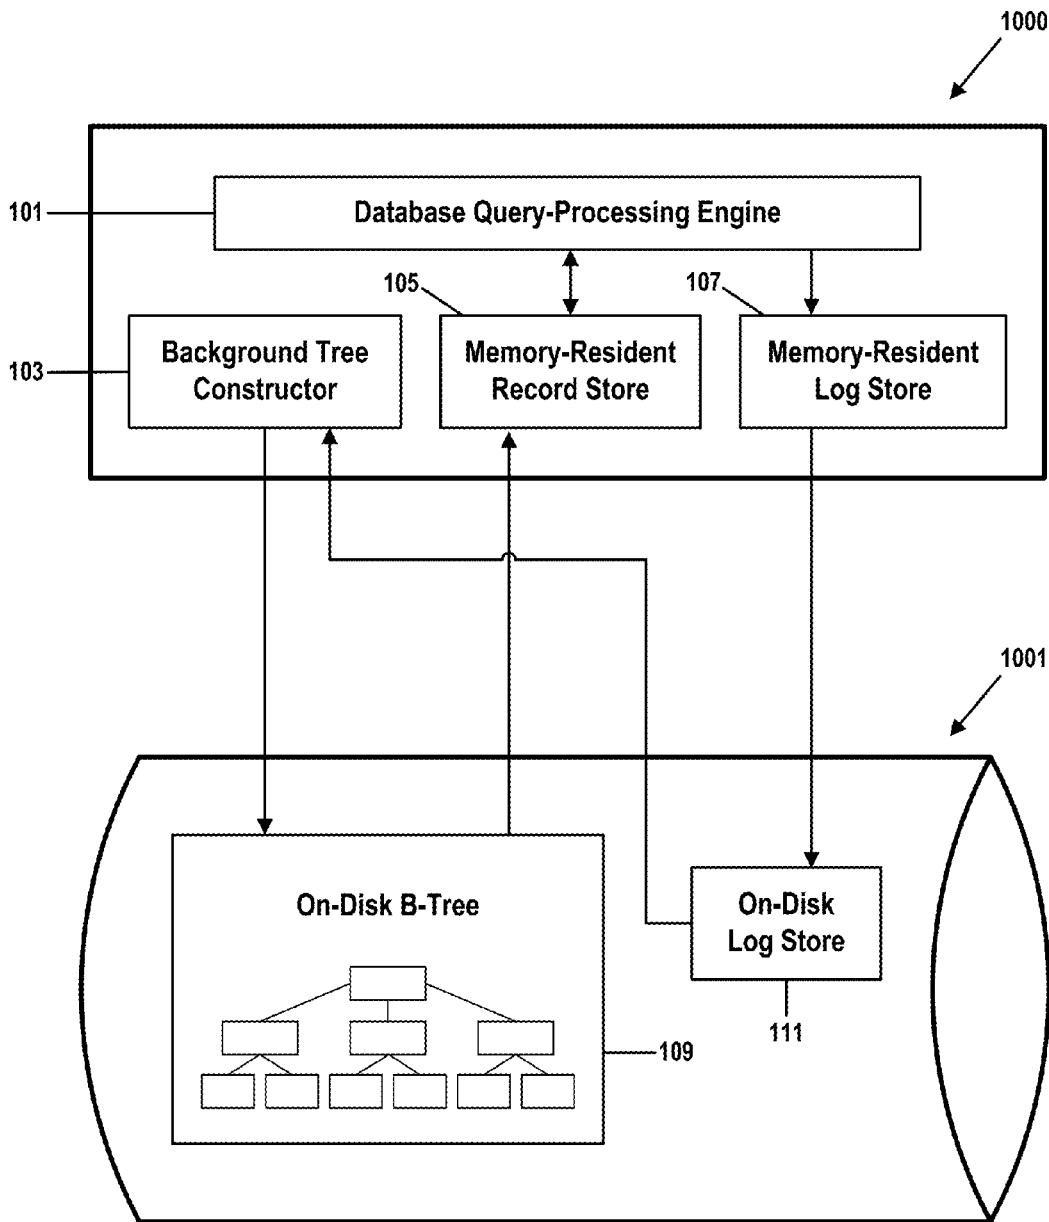 1000
101
Database Query-Processing Engine
105
107
103
Background Tree
Constructor
Memory-Resident
Record Store
Memory-Resident
Log Store
1001
On-Disk B-Tree
On-Disk
Log Store
111
109